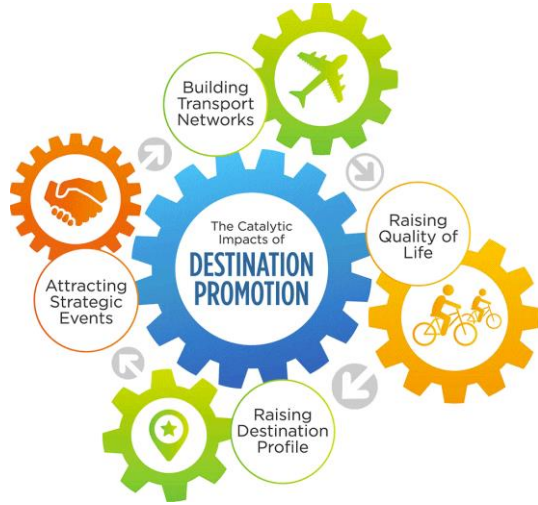 Building
Transport
Networks
The Catalytic
Impacts of
DESTINATION
PROMOTION
Raising
Quality of
Life
Attracting
Strategic
Events
Raising
Destination
Profile